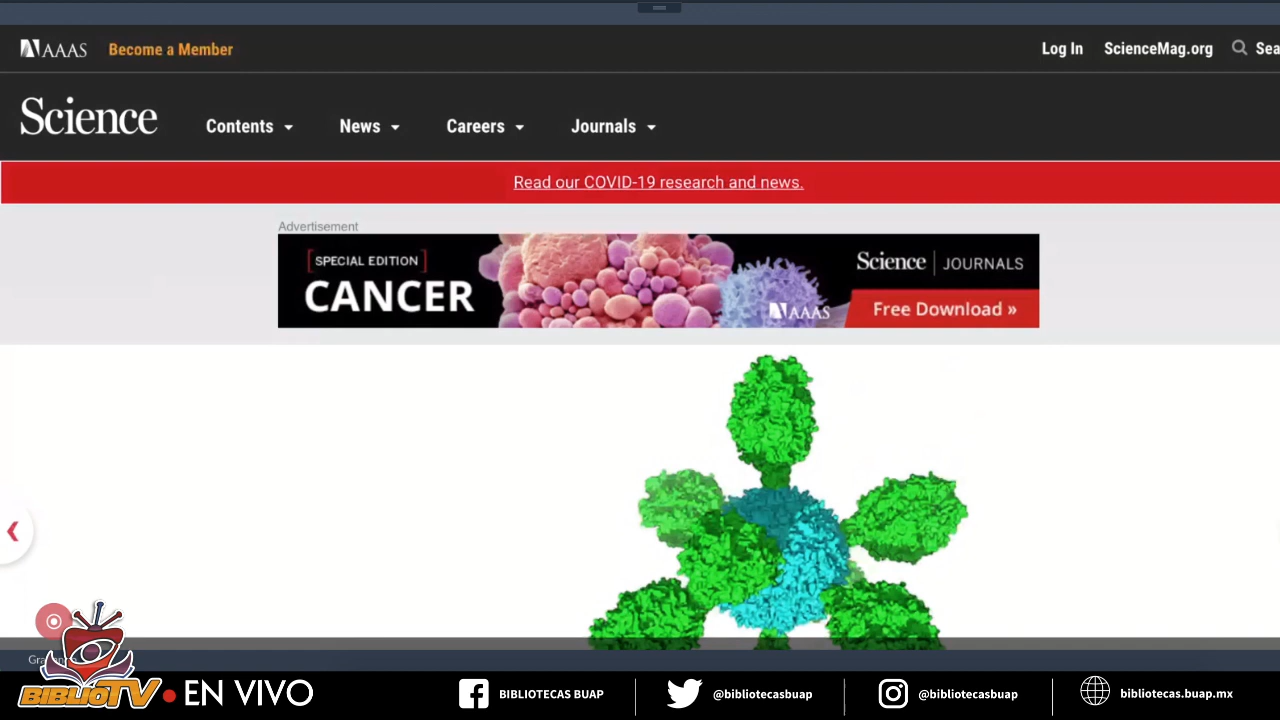 AAAS Become a Member Log In ScienceMag.org Sea
Science Contents News Careers Journals
Read our COVID-19 research and news.
Advertisement
[SPECIAL EDITION]
CANCER
AAAS
Science | JOURNALS
Free Download »
BIBLIOTV • EN VIVO
BIBLIOTECAS BUAP
@bibliotecasbuap
@bibliotecasbuap
bibliotecas.buap.mx